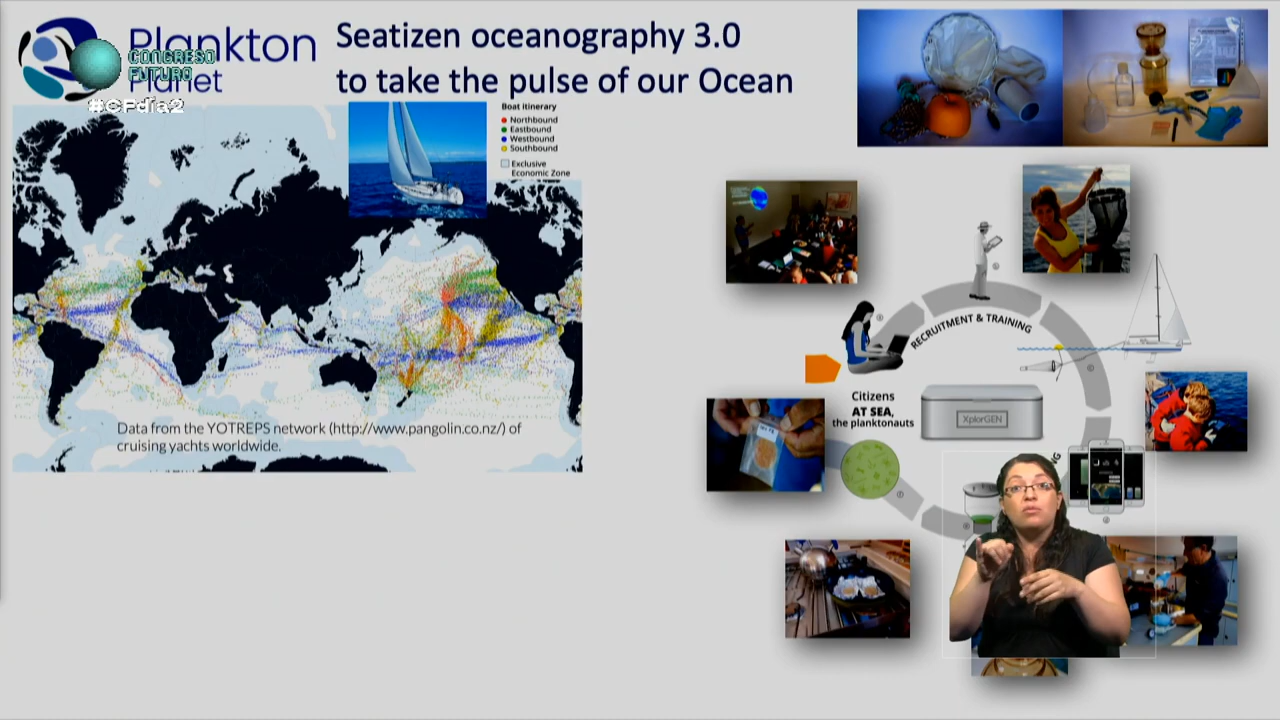 Plankton
Planet
CONGRESO
FUTURO
#CFdía2
Seatizen oceanography 3.0
to take the pulse of our Ocean
Boat itinerary
Northbound
Eastbound
Westbound
Southbound
Exclusive
Economic Zone
Data from the YOTREPS network (http://www.pangolin.co.nz/) of
cruising yachts worldwide.
RECRUITMENT & TRAINING
Citizens
AT SEA,
the planktonauts
XplorGEN